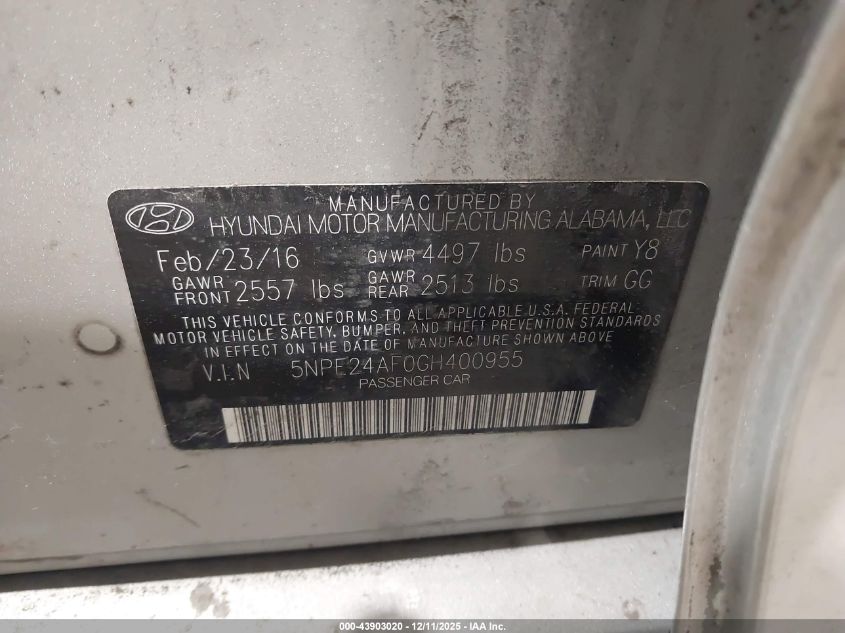 MANUFACTURED BY
HYUNDAI MOTOR MANUFACTURING ALABAMA, LLC
Feb/23/16 GVWR 4497 lbs PAINT Y8
GAWR FRONT 2557 lbs GAWR REAR 2513 lbs TRIM GG
THIS VEHICLE CONFORMS TO ALL APPLICABLE U.S.A. FEDERAL
MOTOR VEHICLE SAFETY, BUMPER, AND THEFT PREVENTION STANDARDS
IN EFFECT ON THE DATE OF MANUFACTURE SHOWN ABOVE
V.I.N 5NPE24AF0GH400955
PASSENGER CAR
000-43903020 - 12/11/2025 - IAA Inc.